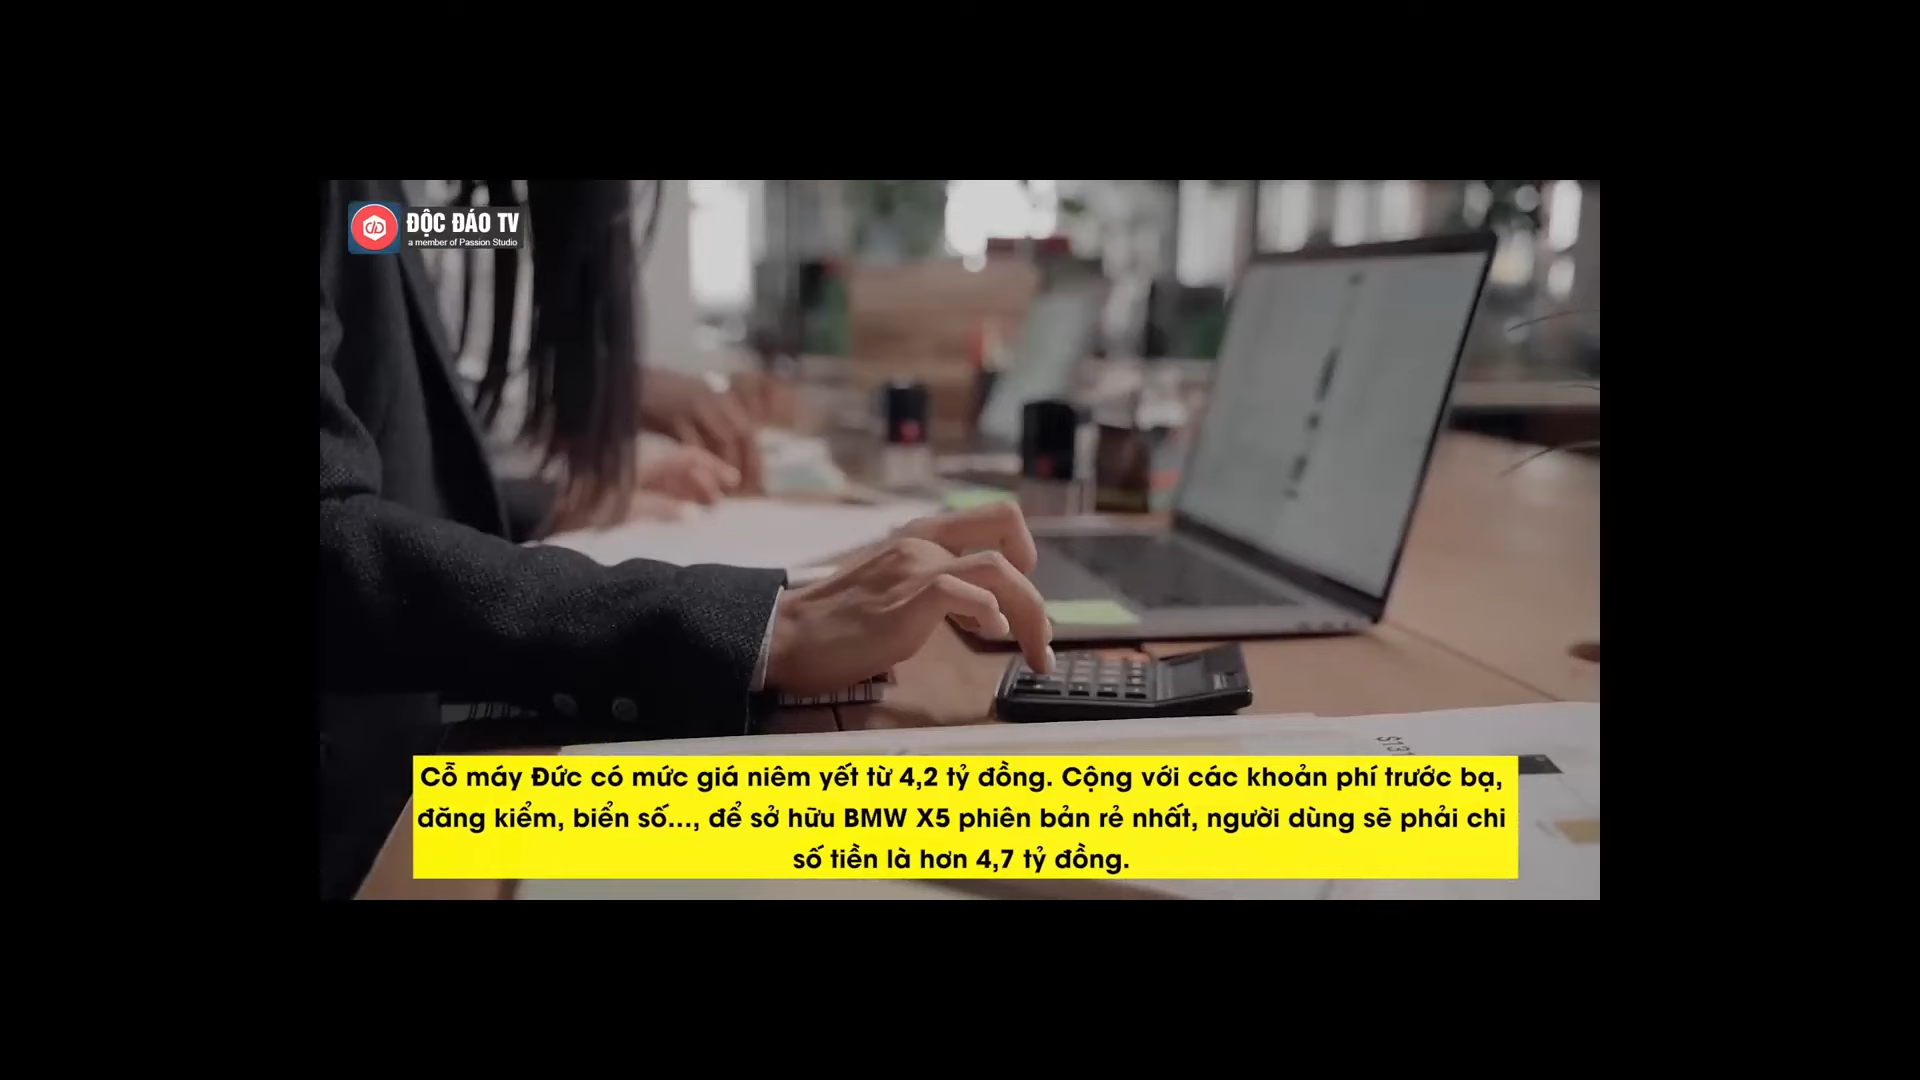 ĐỘC ĐÁO TV
a member of Passion Studio
Cỗ máy Đức có mức giá niêm yết từ 4,2 tỷ đồng. Cộng với các khoản phí trước bạ,
đăng kiểm, biển số..., để sở hữu BMW X5 phiên bản rẻ nhất, người dùng sẽ phải chi
số tiền là hơn 4,7 tỷ đồng.